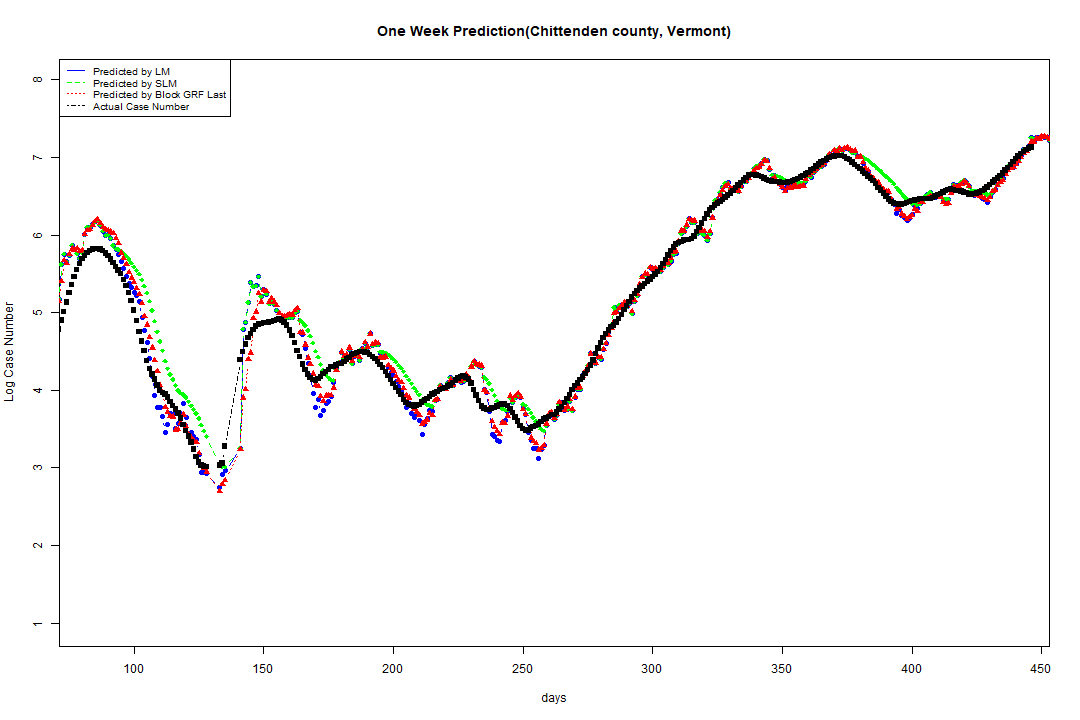 One Week Prediction(Chittenden county, Vermont)
Predicted by LM
Predicted by SLM
Predicted by Block GRF Last
Actual Case Number
8
7
6
5
4
3
2
1
Log Case Number
100 150 200 250 300 350 400 450
days